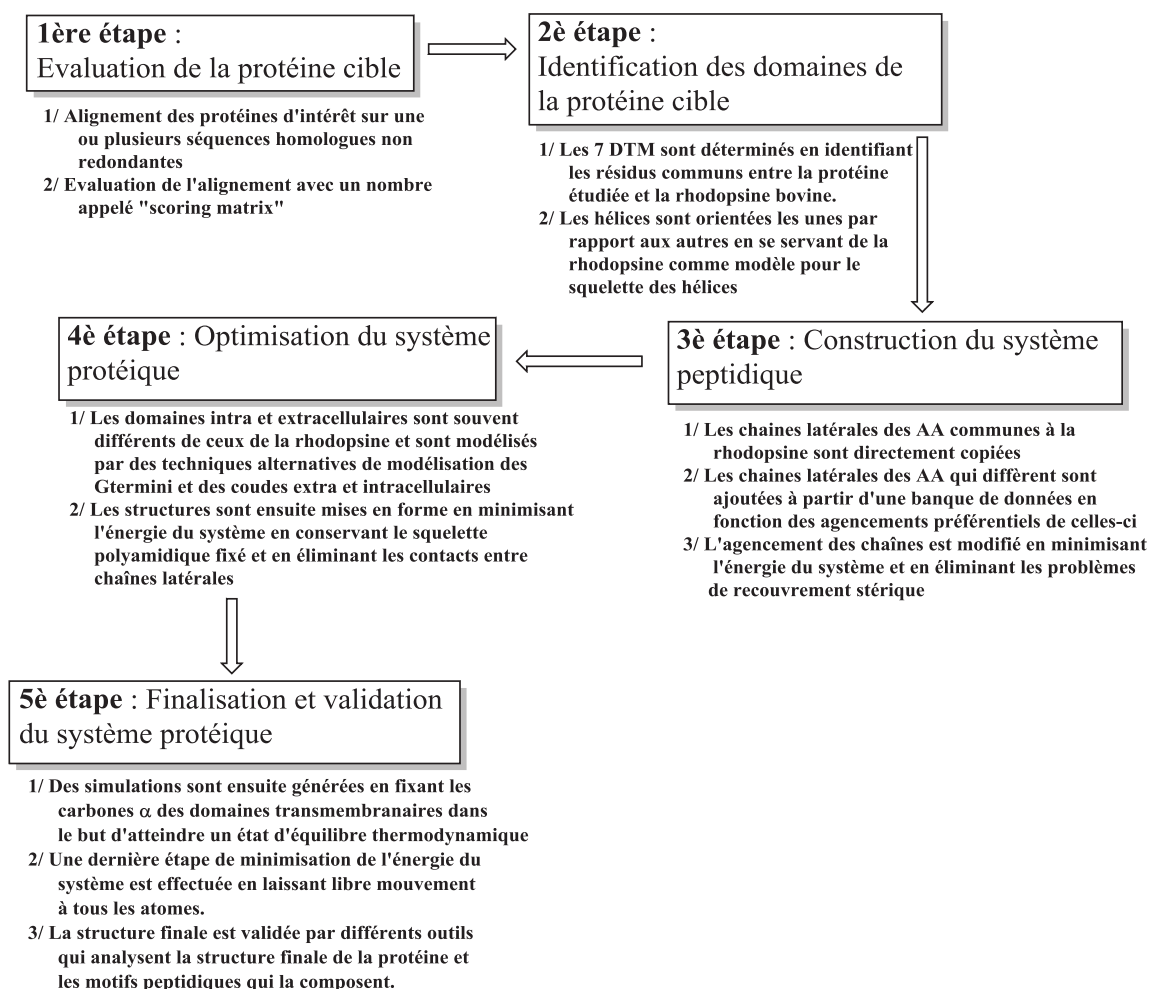 1ère étape :
Evaluation de la protéine cible
1/ Alignement des protéines d'intérêt sur une
ou plusieurs séquences homologues non
redondantes
2/ Evaluation de l'alignement avec un nombre
appelé "scoring matrix"
2è étape :
Identification des domaines de
la protéine cible
1/ Les 7 DTM sont déterminés en identifiant
les résidus communs entre la protéine
étudiée et la rhodopsine bovine.
2/ Les hélices sont orientées les unes par
rapport aux autres en se servant de la
rhodopsine comme modèle pour le
squelette des hélices
3è étape : Construction du système
peptidique
1/ Les chaines latérales des AA communes à la
rhodopsine sont directement copiées
2/ Les chaines latérales des AA qui diffèrent sont
ajoutées à partir d'une banque de données en
fonction des agencements préférentiels de celles-ci
3/ L'agencement des chaînes est modifié en minimisant
l'énergie du système et en éliminant les problèmes
de recouvrement stérique
4è étape : Optimisation du système
protéique
1/ Les domaines intra et extracellulaires sont souvent
différents de ceux de la rhodopsine et sont modélisés
par des techniques alternatives de modélisation des
Gtermini et des coudes extra et intracellulaires
2/ Les structures sont ensuite mises en forme en minimisant
l'énergie du système en conservant le squelette
polyamidique fixé et en éliminant les contacts entre
chaînes latérales
5è étape : Finalisation et validation
du système protéique
1/ Des simulations sont ensuite générées en fixant les
carbones α des domaines transmembranaires dans
le but d'atteindre un état d'équilibre thermodynamique
2/ Une dernière étape de minimisation de l'énergie du
système est effectuée en laissant libre mouvement
à tous les atomes.
3/ La structure finale est validée par différents outils
qui analysent la structure finale de la protéine et
les motifs peptidiques qui la composent.